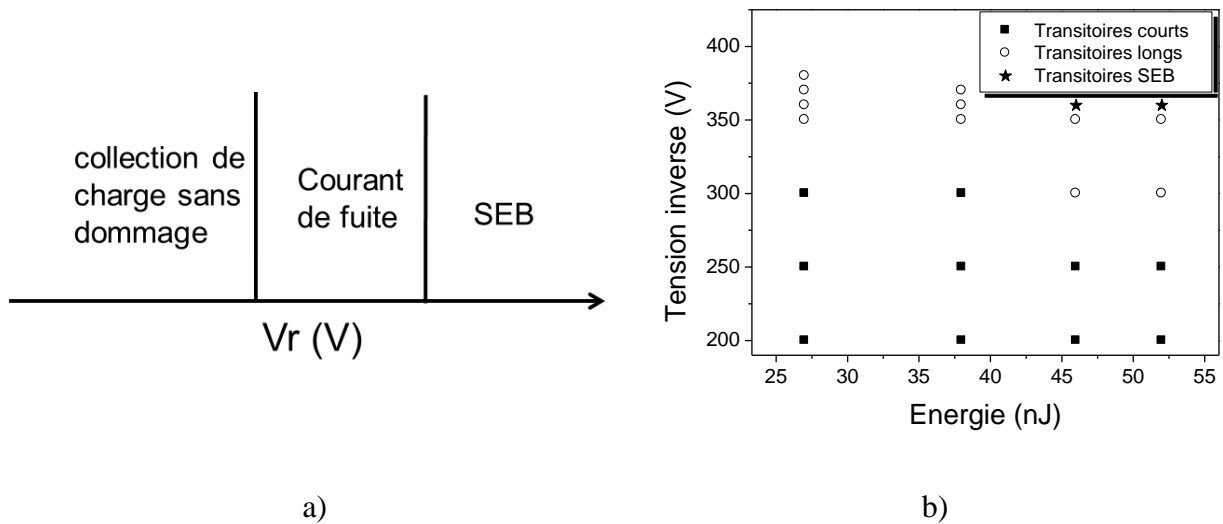 collection de
charge sans
dommage
Courant
de fuite
SEB
Vr (V)
a)
Transitoires courts
Transitoires longs
Transitoires SEB
Tension inverse (V)
400
350
300
250
200
25 30 35 40 45 50 55
Energie (nJ)
b)